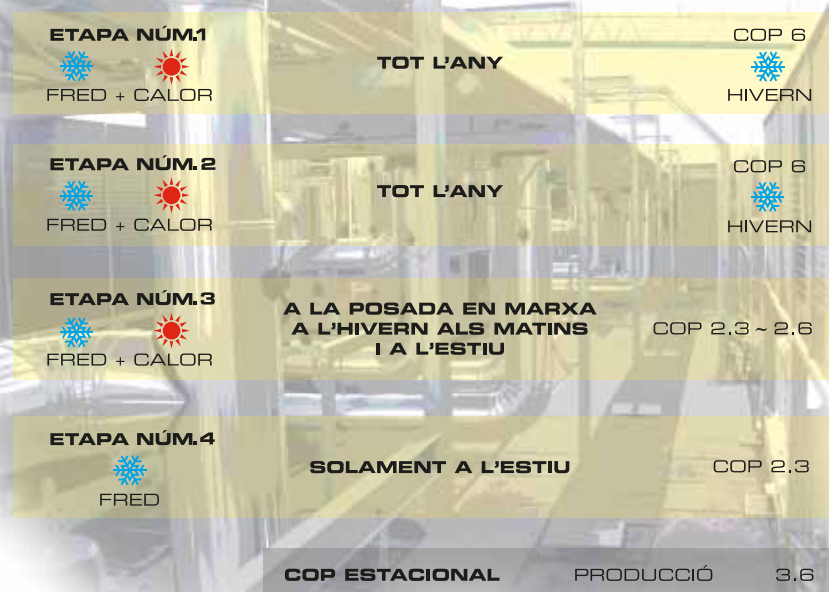 ETAPA NÚM.1
FRED + CALOR
TOT L'ANY
COP 6
HIVERN
ETAPA NÚM.2
FRED + CALOR
TOT L'ANY
COP 6
HIVERN
ETAPA NÚM.3
FRED + CALOR
A LA POSADA EN MARXA
A L'HIVERN ALS MATINS
I A L'ESTIU
COP 2.3 ~ 2.6
ETAPA NÚM.4
FRED
SOLAMENT A L'ESTIU
COP 2.3
COP ESTACIONAL PRODUCCIÓ 3.6